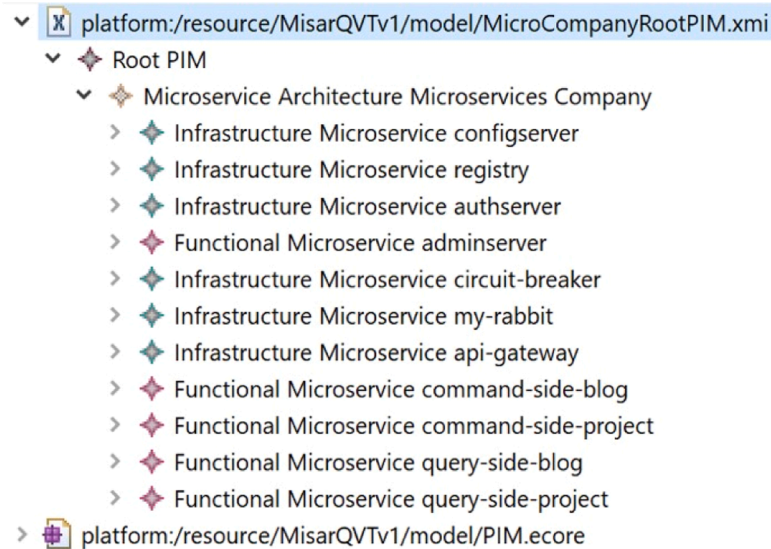 platform:/resource/MisarQVTv1/model/MicroCompanyRootPIM.xmi
Root PIM
Microservice Architecture Microservices Company
Infrastructure Microservice configserver
Infrastructure Microservice registry
Infrastructure Microservice authserver
Functional Microservice adminserver
Infrastructure Microservice circuit-breaker
Infrastructure Microservice my-rabbit
Infrastructure Microservice api-gateway
Functional Microservice command-side-blog
Functional Microservice command-side-project
Functional Microservice query-side-blog
Functional Microservice query-side-project
platform:/resource/MisarQVTv1/model/PIM.ecore